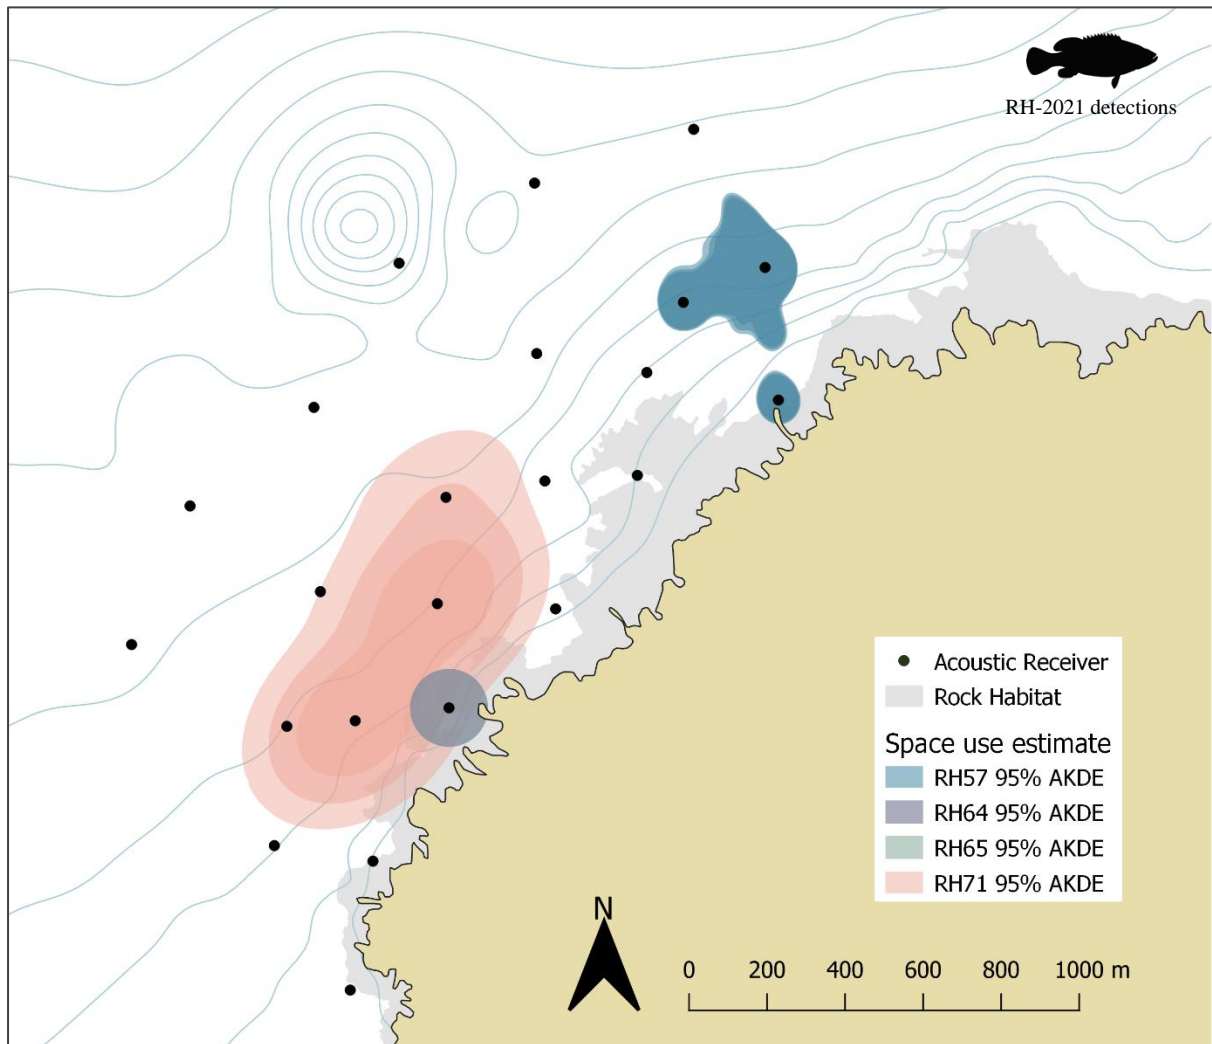 RH-2021 detections
Acoustic Receiver
Rock Habitat
Space use estimate
RH57 95% AKDE
RH64 95% AKDE
RH65 95% AKDE
RH71 95% AKDE
N
0 200 400 600 800 1000 m